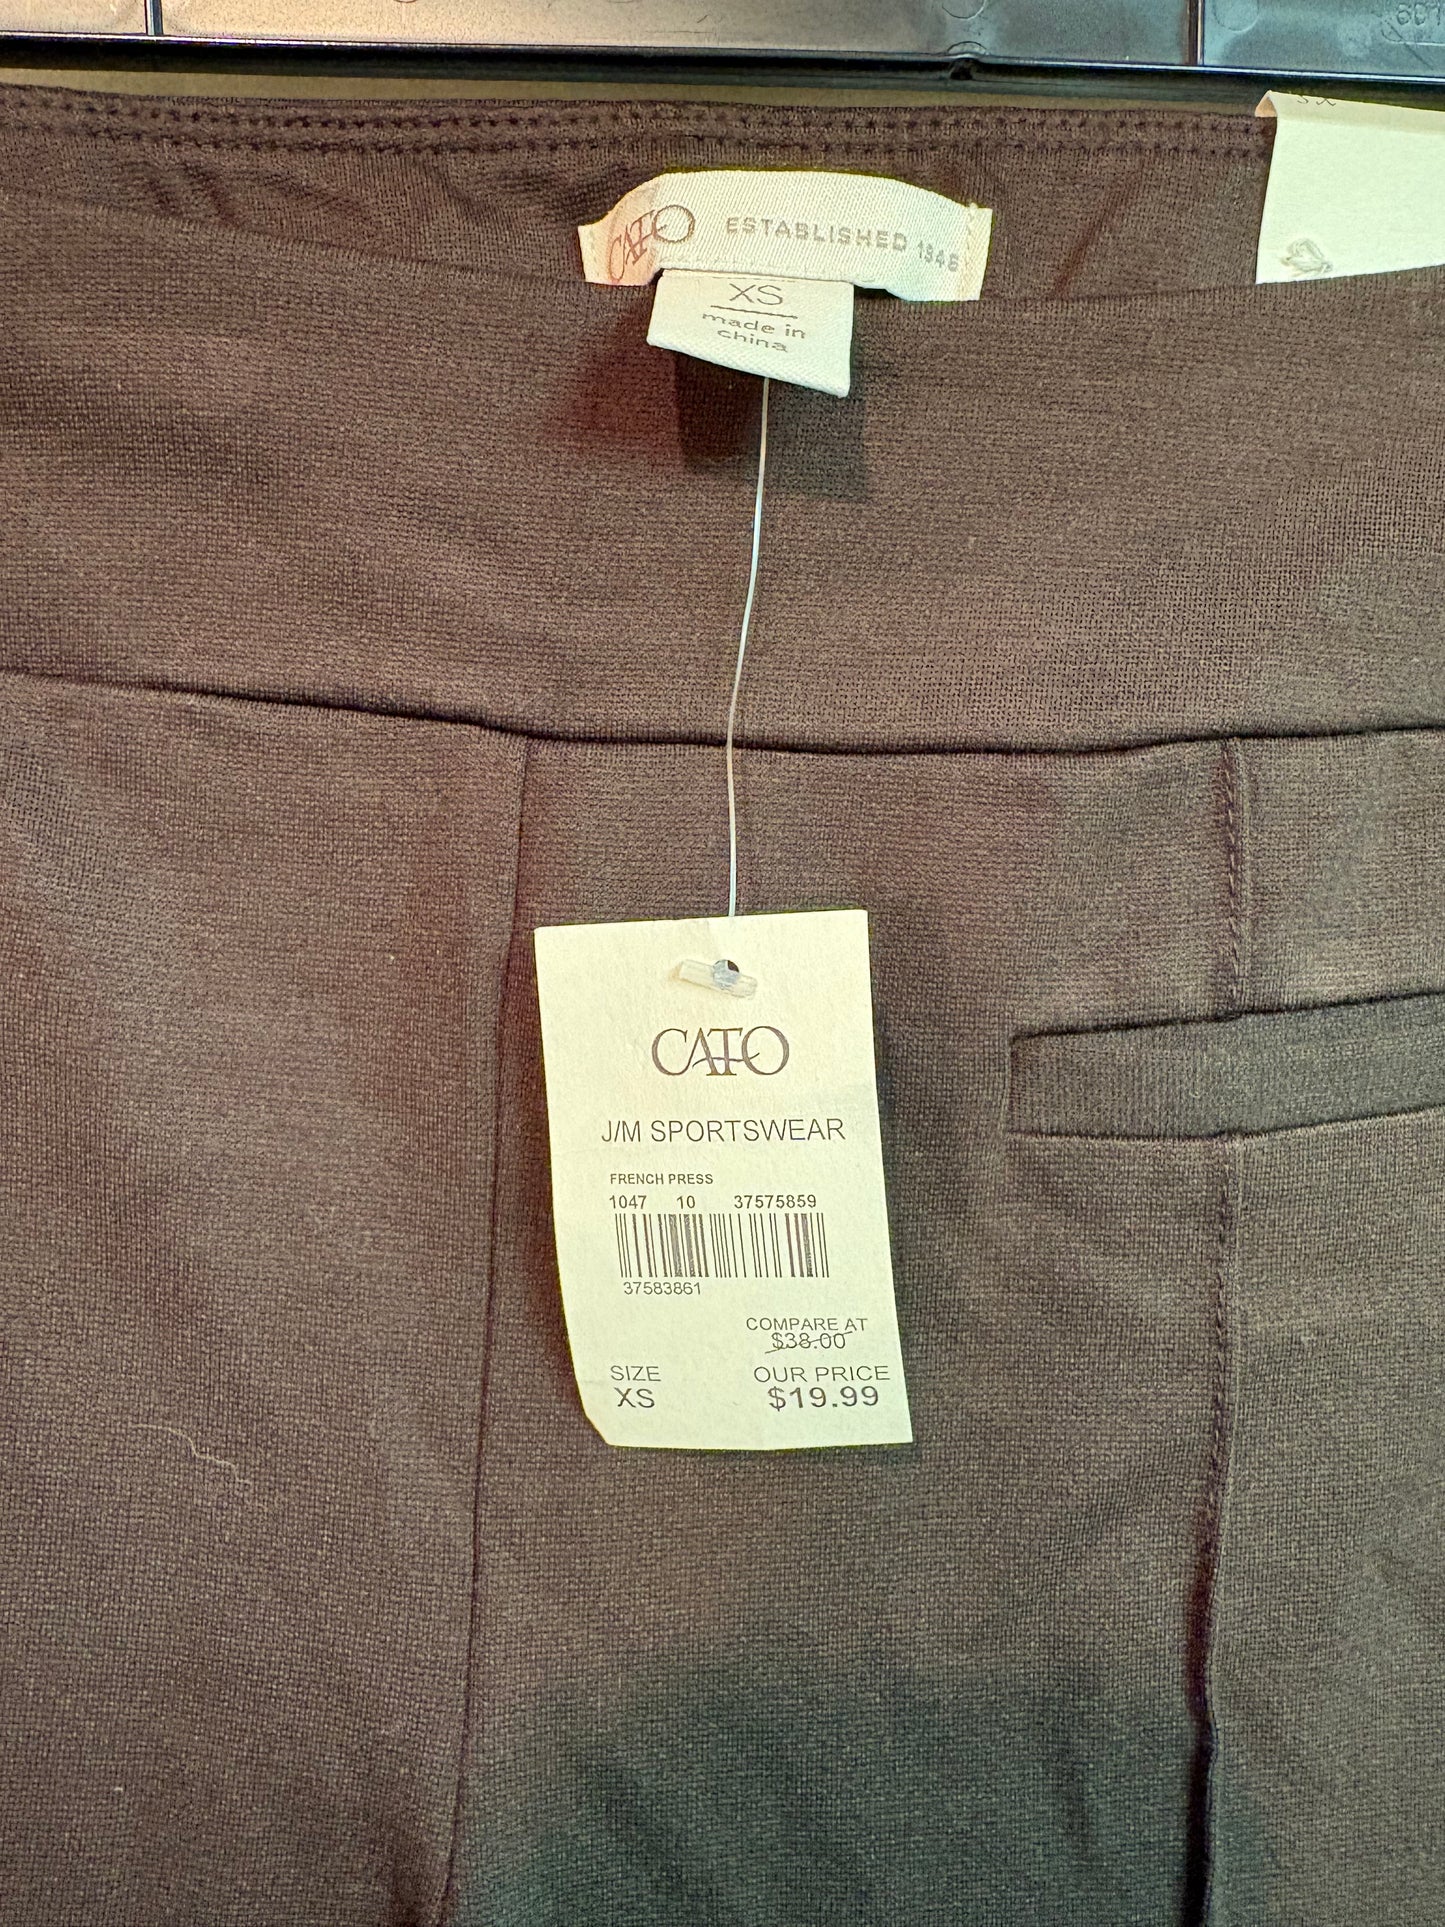 CATO ESTABLISHED 1946
XS
made in
china
CATO
J/M SPORTSWEAR
FRENCH PRESS
1047 10 37575859
37583861
COMPARE AT
$38.00
SIZE OUR PRICE
XS $19.99